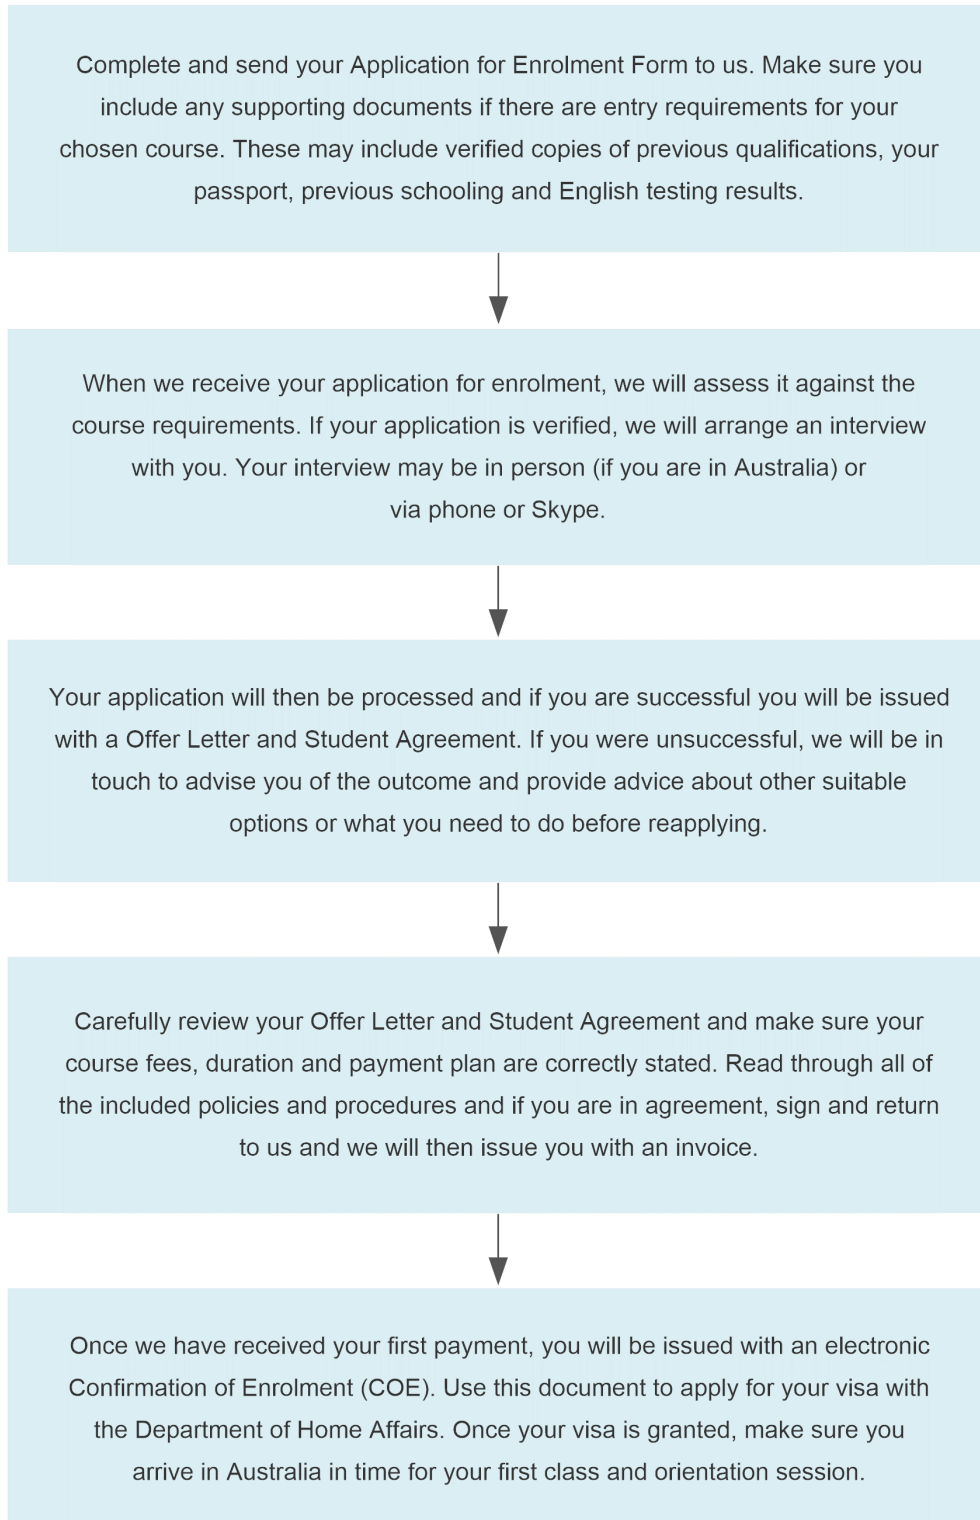 Complete and send your Application for Enrolment Form to us. Make sure you
include any supporting documents if there are entry requirements for your
chosen course. These may include verified copies of previous qualifications, your
passport, previous schooling and English testing results.
When we receive your application for enrolment, we will assess it against the
course requirements. If your application is verified, we will arrange an interview
with you. Your interview may be in person (if you are in Australia) or
via phone or Skype.
Your application will then be processed and if you are successful you will be issued
with a Offer Letter and Student Agreement. If you were unsuccessful, we will be in
touch to advise you of the outcome and provide advice about other suitable
options or what you need to do before reapplying.
Carefully review your Offer Letter and Student Agreement and make sure your
course fees, duration and payment plan are correctly stated. Read through all of
the included policies and procedures and if you are in agreement, sign and return
to us and we will then issue you with an invoice.
Once we have received your first payment, you will be issued with an electronic
Confirmation of Enrolment (COE). Use this document to apply for your visa with
the Department of Home Affairs. Once your visa is granted, make sure you
arrive in Australia in time for your first class and orientation session.